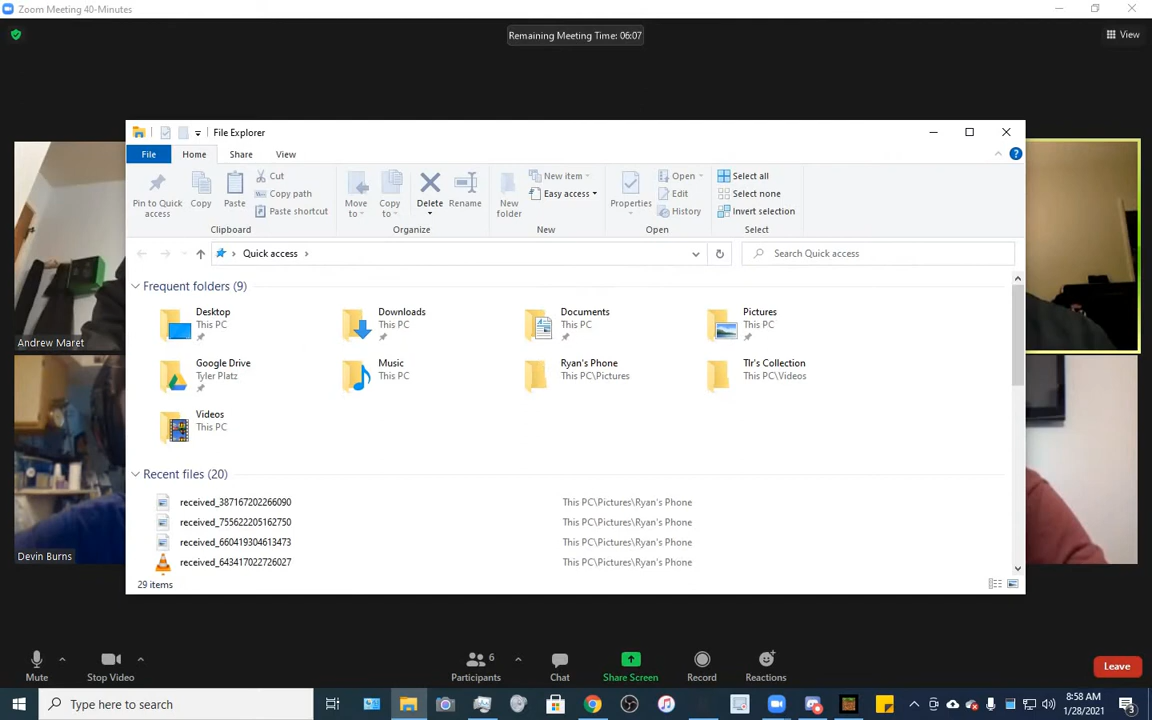 Zoom Meeting 40-Minutes
Remaining Meeting Time: 06:07
View
File Explorer
File Home Share View
Pin to Quick access
Copy
Paste
Cut
Copy path
Paste shortcut
Clipboard
Move to
Copy to
Delete
Rename
Organize
New folder
New item
Easy access
New
Properties
Open
Edit
History
Open
Select all
Select none
Invert selection
Select
Quick access
Search Quick access
Frequent folders (9)
Desktop
This PC
Downloads
This PC
Documents
This PC
Pictures
This PC
Google Drive
Tyler Platz
Music
This PC
Ryan's Phone
This PC\Pictures
Tlr's Collection
This PC\Videos
Videos
This PC
Recent files (20)
received_387167202266090 This PC\Pictures\Ryan's Phone
received_755622205162750 This PC\Pictures\Ryan's Phone
received_660419304613473 This PC\Pictures\Ryan's Phone
received_643417022726027 This PC\Pictures\Ryan's Phone
29 items
Andrew Maret
Devin Burns
Mute
Stop Video
Participants
6
Chat
Share Screen
Record
Reactions
Leave
Type here to search
8:58 AM
1/28/2021
3